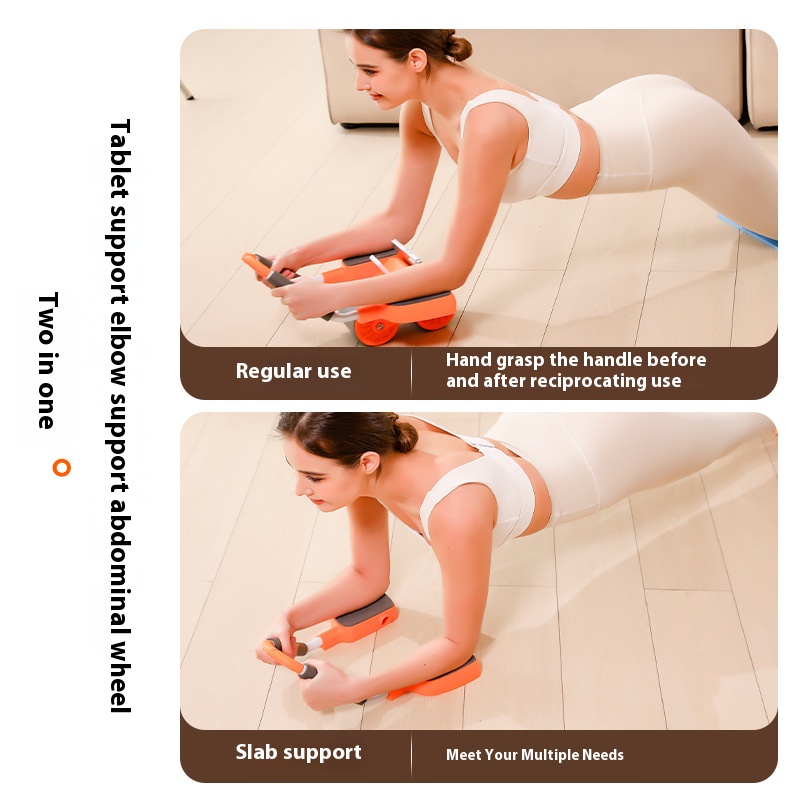 Tablet support elbow support abdominal wheel
Two in one
Regular use
Hand grasp the handle before
and after reciprocating use
Slab support
Meet Your Multiple Needs